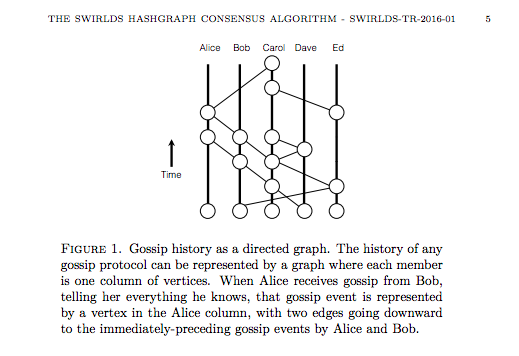 THE SWIRLDS HASHGRAPH CONSENSUS ALGORITHM - SWIRLDS-TR-2016-01 5
Alice Bob Carol Dave Ed
Time
FIGURE 1. Gossip history as a directed graph. The history of any
gossip protocol can be represented by a graph where each member
is one column of vertices. When Alice receives gossip from Bob,
telling her everything he knows, that gossip event is represented
by a vertex in the Alice column, with two edges going downward
to the immediately-preceding gossip events by Alice and Bob.